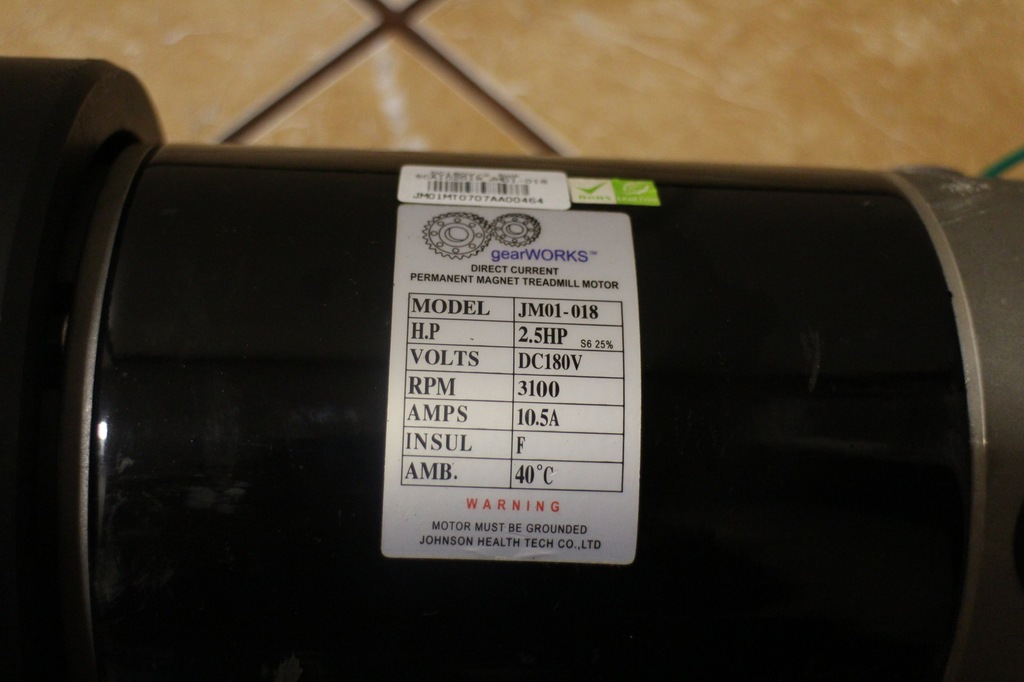 JM01MT0707AA00464
RoHS
gearWORKS™
DIRECT CURRENT
PERMANENT MAGNET TREADMILL MOTOR
MODEL JM01-018
H.P 2.5HP S6 25%
VOLTS DC180V
RPM 3100
AMPS 10.5A
INSUL F
AMB. 40°C
WARNING
MOTOR MUST BE GROUNDED
JOHNSON HEALTH TECH CO.,LTD